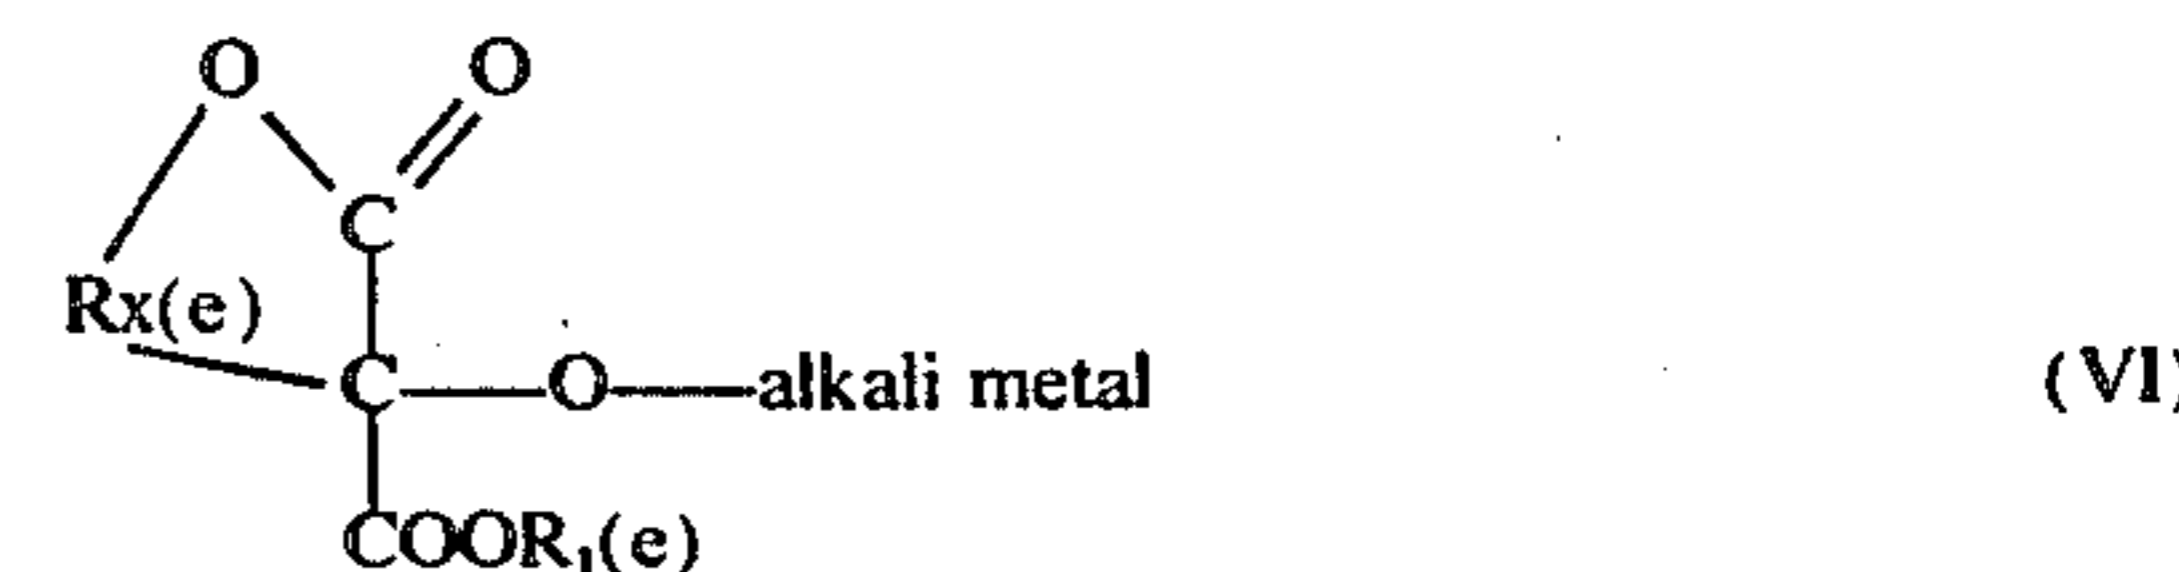 O O
C
Rx(e)
C—O—alkali metal (VI)
COOR₁(e)